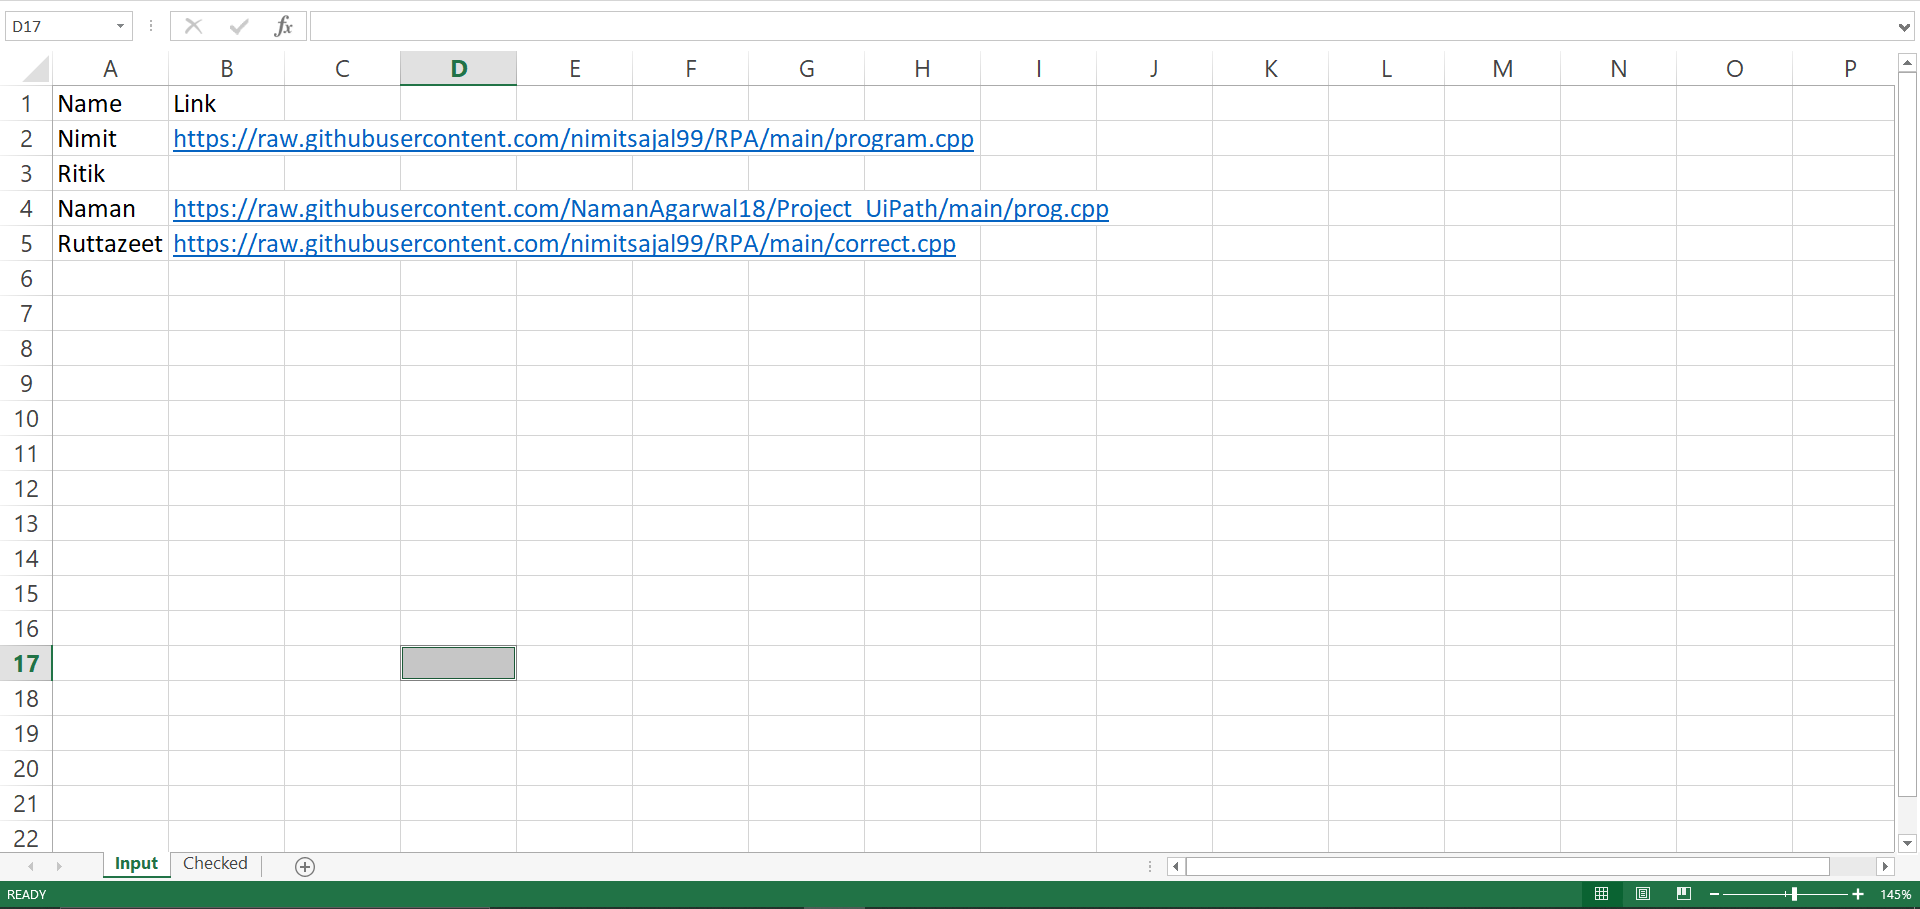 D17 fx
A B C D E F G H I J K L M N O P
1 Name Link
2 Nimit https://raw.githubusercontent.com/nimitsajal99/RPA/main/program.cpp
3 Ritik
4 Naman https://raw.githubusercontent.com/NamanAgarwal18/Project_UiPath/main/prog.cpp
5 Ruttazeet https://raw.githubusercontent.com/nimitsajal99/RPA/main/correct.cpp
6
7
8
9
10
11
12
13
14
15
16
17
18
19
20
21
22
Input Checked
READY 145%